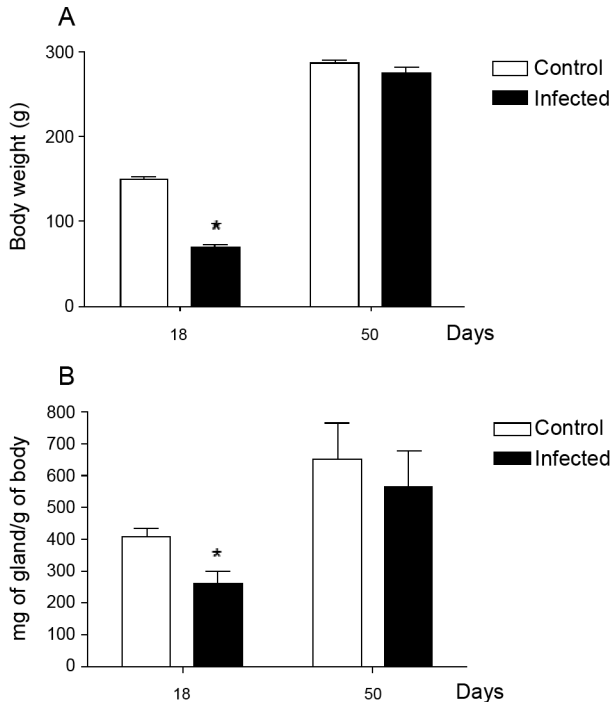 A
300
200
100
0
Body weight (g)
*
Control
Infected
18
50
Days
B
800
700
600
500
400
300
200
100
0
mg of gland/g of body
*
Control
Infected
18
50
Days